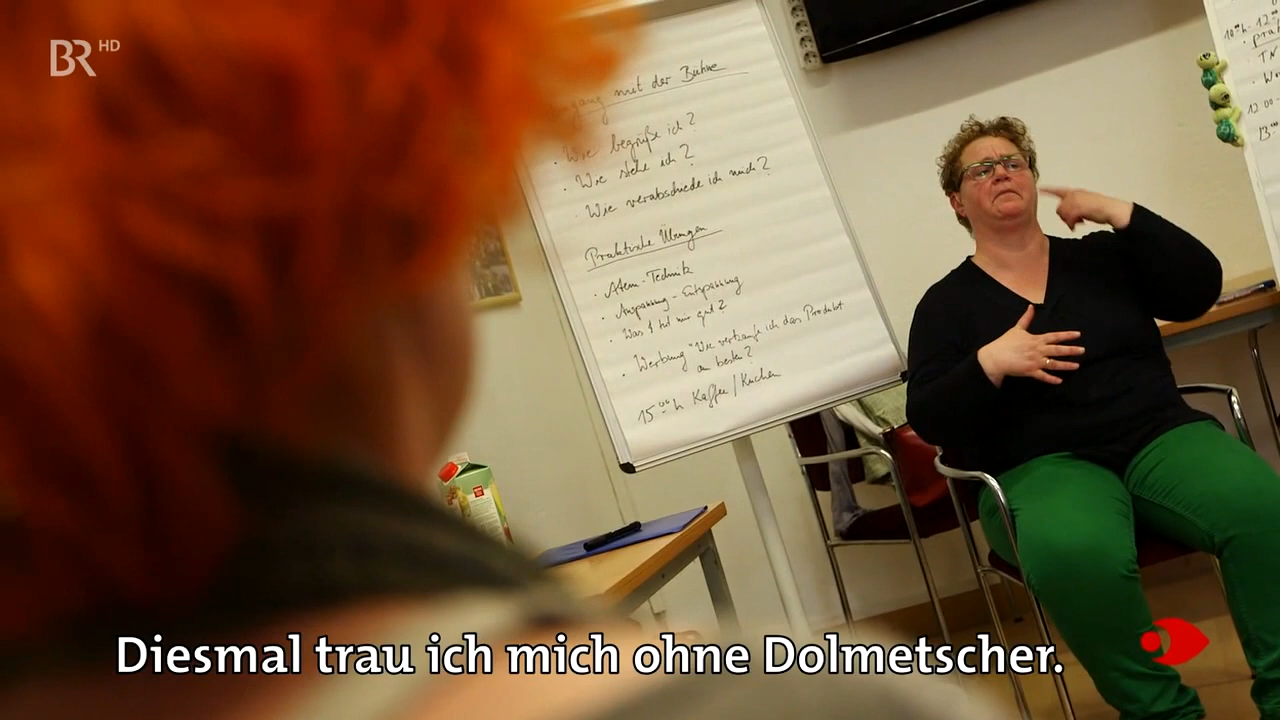 BR HD
mit der Bühne
· Wie begrüße ich?
· Wie stehe ich?
· Wie verabschiede ich mich?
Praktische Übungen
· Atem-Technik
· Anspannung - Entspannung
· Was tut mir gut?
· Werbung "Wie verkaufe ich das Produkt
am besten?
15 00 h Kaffee / Kuchen
Diesmal trau ich mich ohne Dolmetscher.